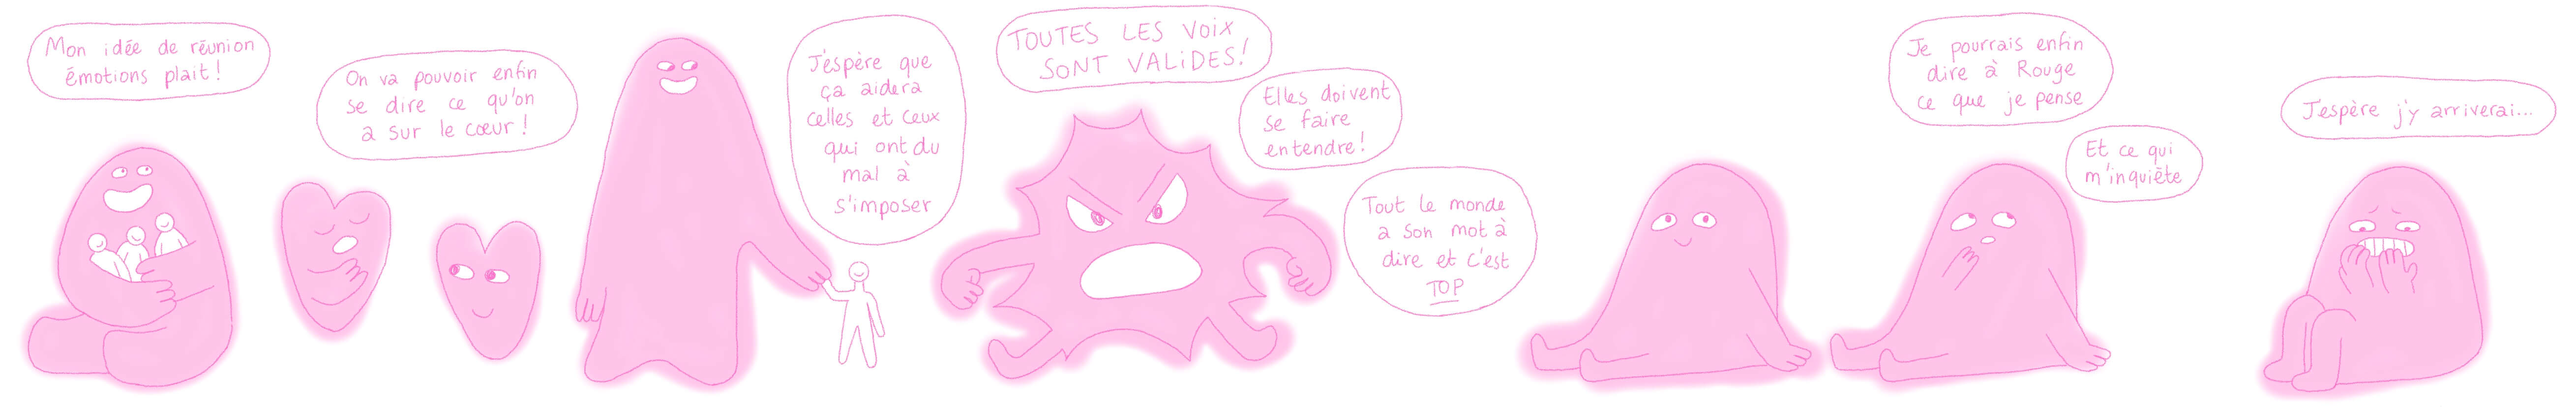 Mon idée de réunion
émotions plait !
On va pouvoir enfin
se dire ce qu'on
a sur le cœur !
J'espère que
ça aidera
celles et ceux
qui ont du
mal à
s'imposer
TOUTES LES VOIX
SONT VALIDES !
Elles doivent
se faire
entendre !
Tout le monde
a son mot à
dire et c'est
TOP
Je pourrais enfin
dire à Rouge
ce que je pense
Et ce qui
m'inquiète
J'espère j'y arriverai...